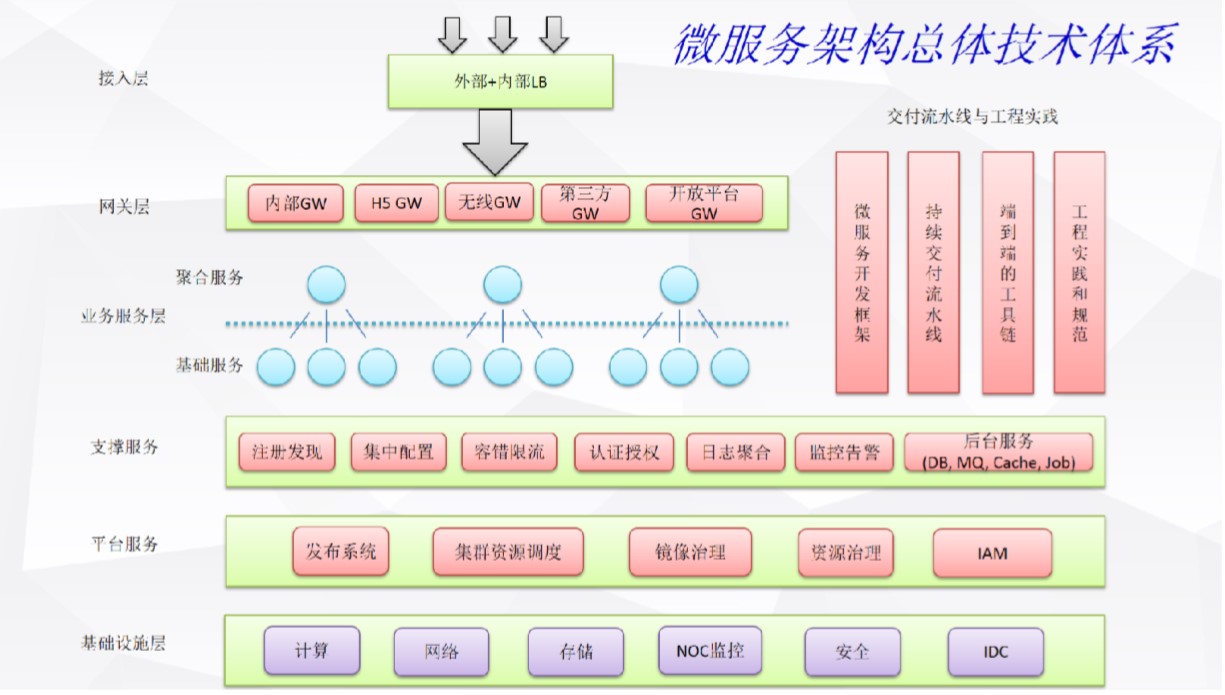 微服务架构总体技术体系
接入层
外部+内部LB
交付流水线与工程实践
微服务开发框架
持续交付流水线
端到端的工具链
工程实践和规范
网关层
内部GW
H5 GW
无线GW
第三方
GW
开放平台
GW
聚合服务
业务服务层
基础服务
支撑服务
注册发现
集中配置
容错限流
认证授权
日志聚合
监控告警
后台服务
(DB, MQ, Cache, Job)
平台服务
发布系统
集群资源调度
镜像治理
资源治理
IAM
基础设施层
计算
网络
存储
NOC监控
安全
IDC